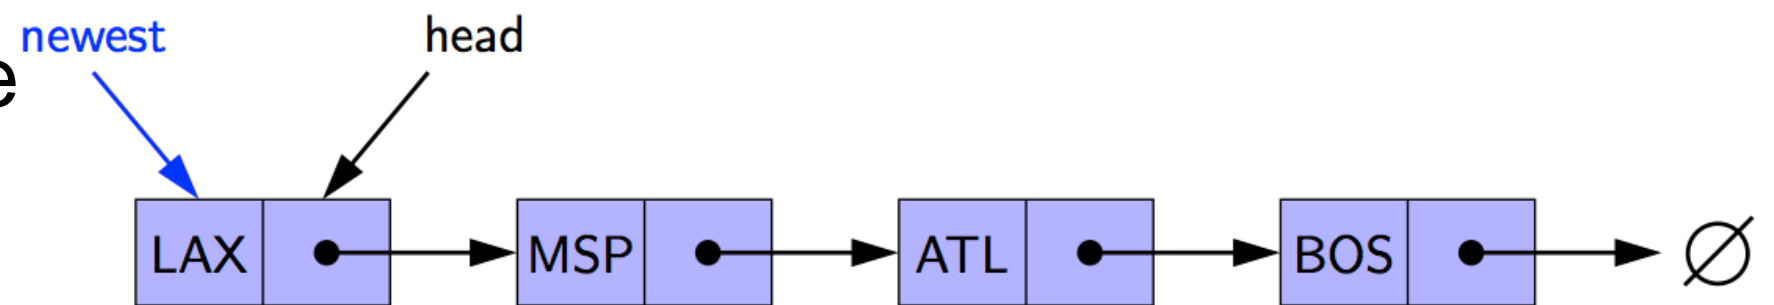 newest head
e
LAX MSP ATL BOS ∅